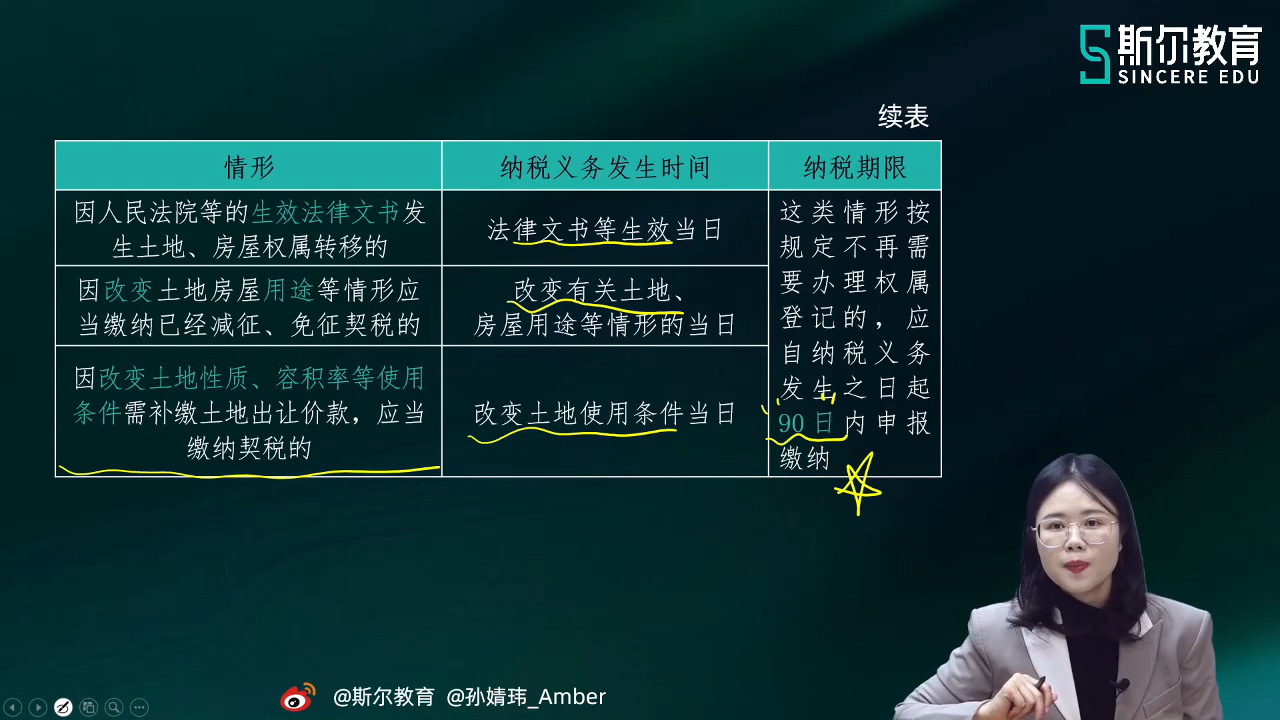 斯尔教育
SINCERE EDU
续表
情形
纳税义务发生时间
纳税期限
因人民法院等的生效法律文书发
生土地、房屋权属转移的
法律文书等生效当日
因改变土地房屋用途等情形应
当缴纳已经减征、免征契税的
改变有关土地、
房屋用途等情形的当日
因改变土地性质、容积率等使用
条件需补缴土地出让价款，应当
缴纳契税的
改变土地使用条件当日
这类情形按
规定不再需
要办理权属
登记的，应
自纳税义务
发生之日起
90日内申报
缴纳
@斯尔教育 @孙婧玮_Amber